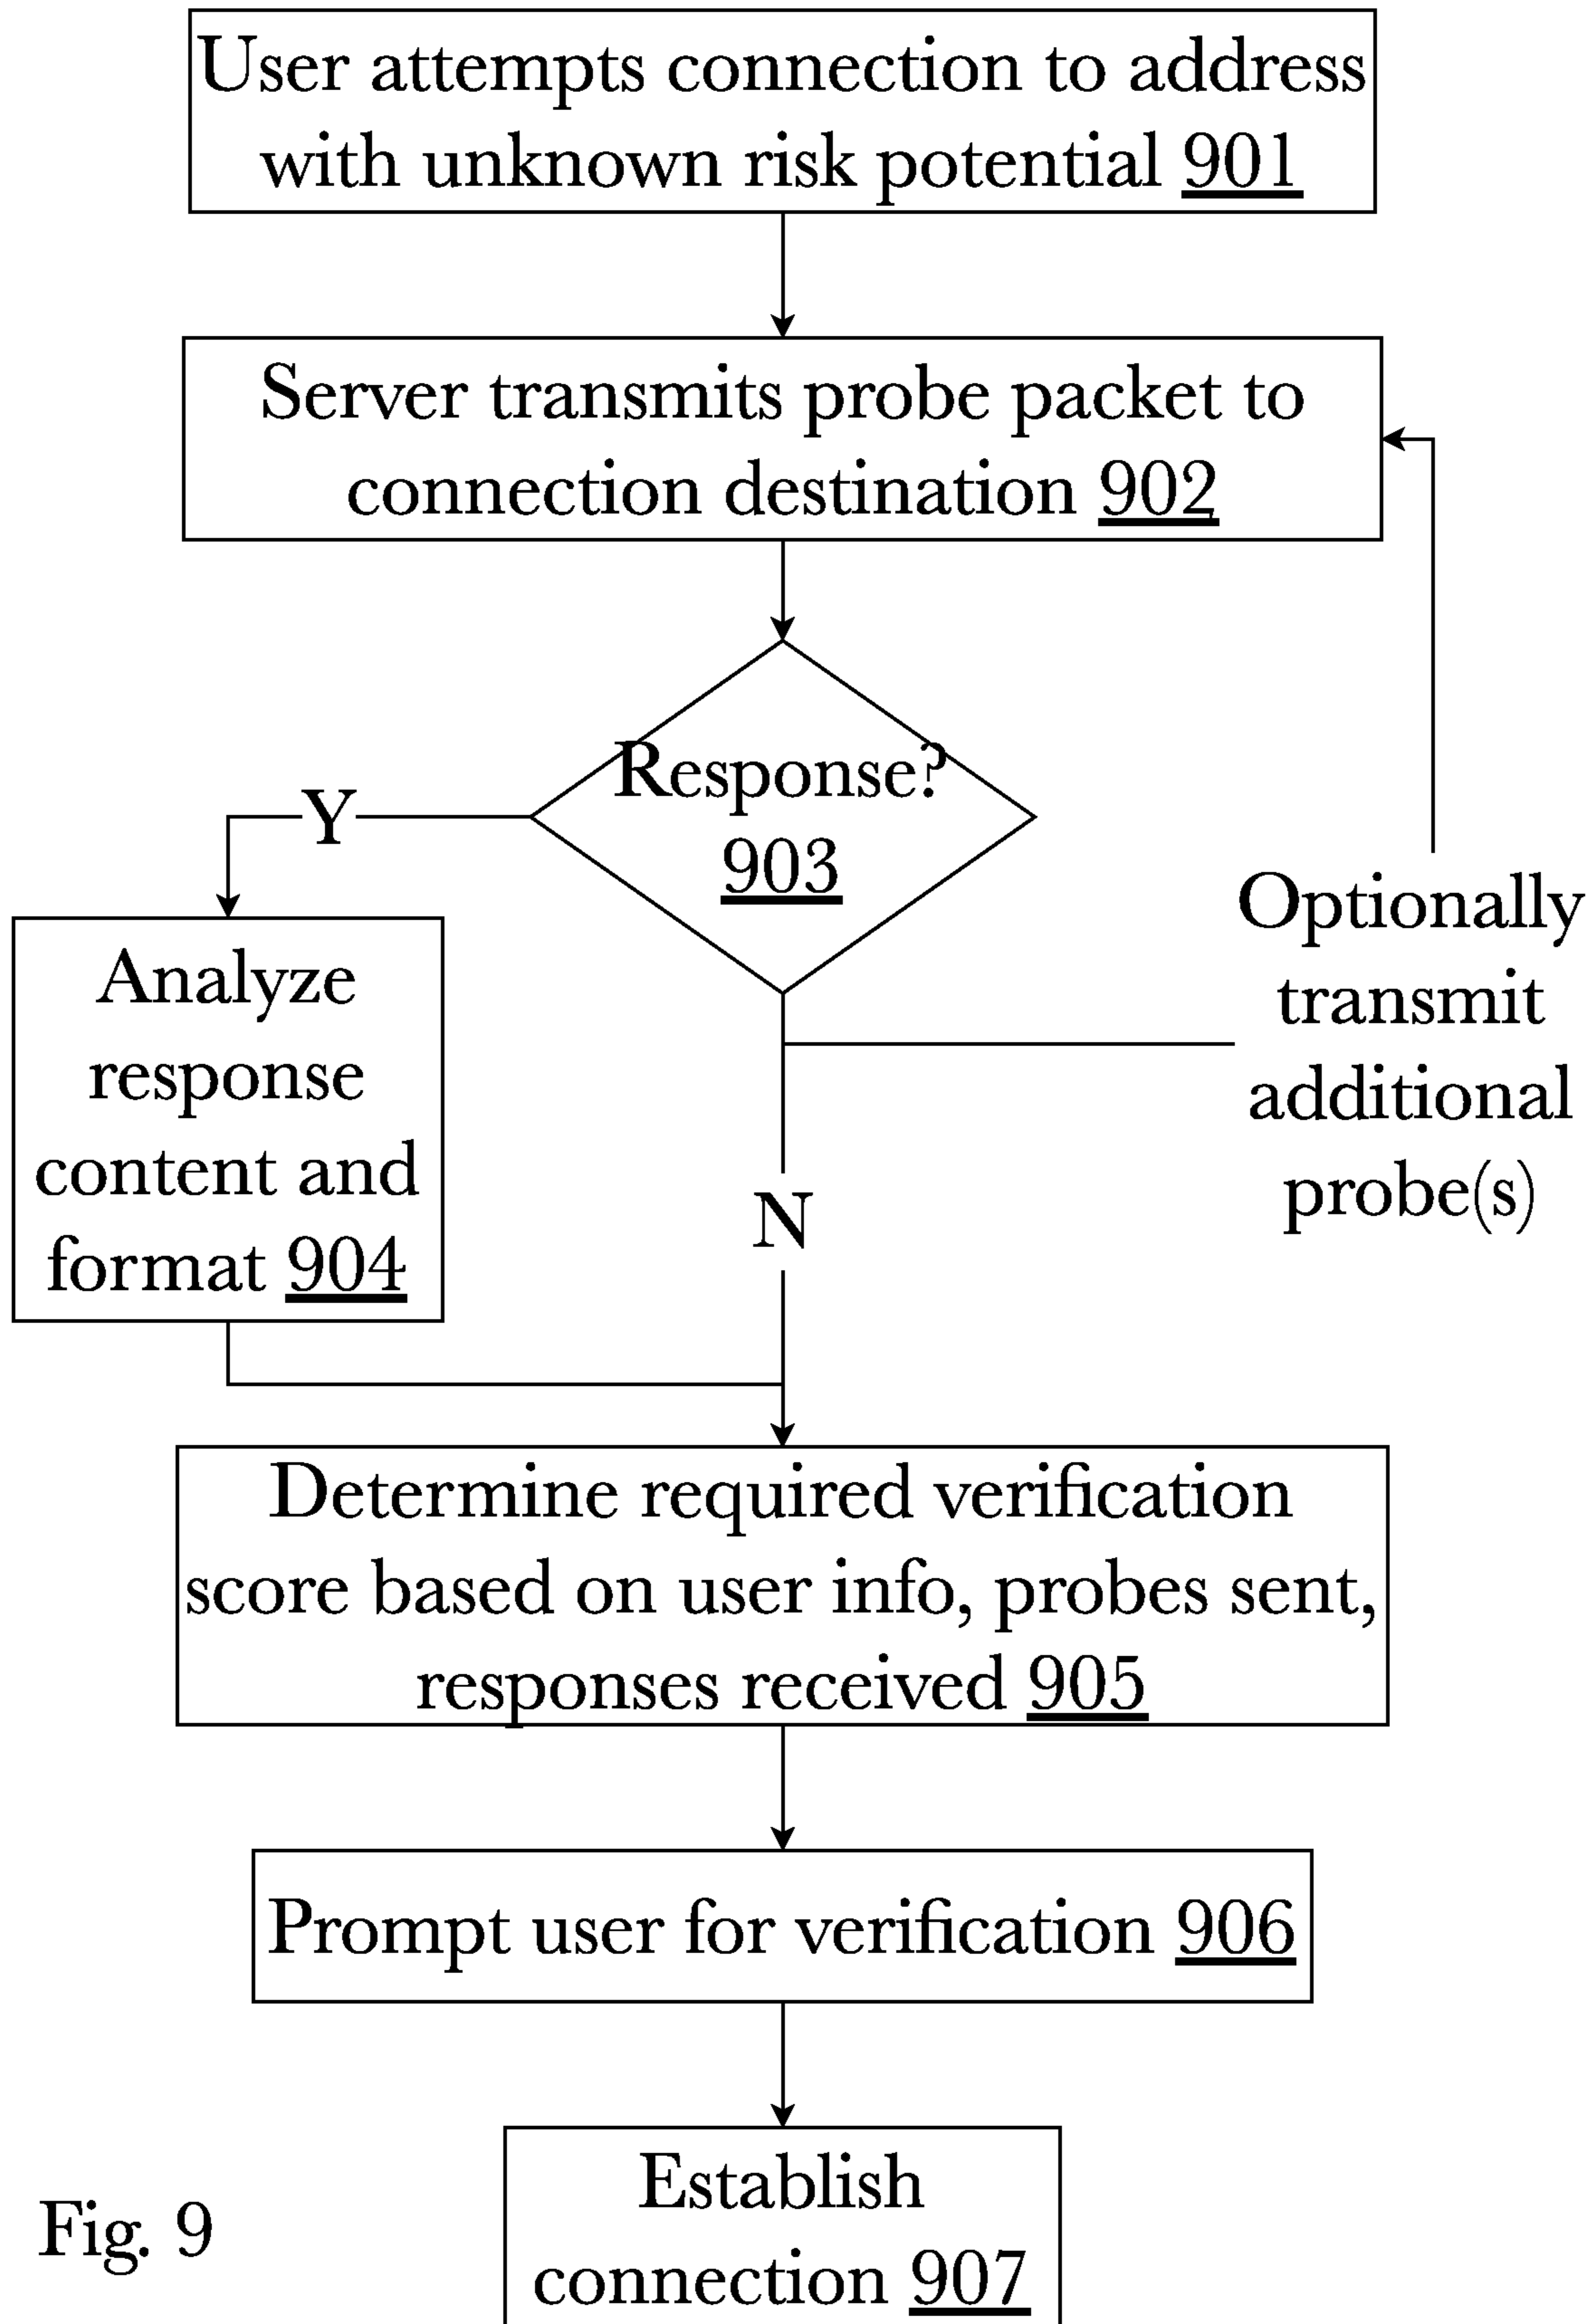 User attempts connection to address
with unknown risk potential 901
Server transmits probe packet to
connection destination 902
Response?
903
Y
Analyze
response
content and
format 904
N
Optionally
transmit
additional
probe(s)
Determine required verification
score based on user info, probes sent,
responses received 905
Prompt user for verification 906
Establish
connection 907
Fig. 9